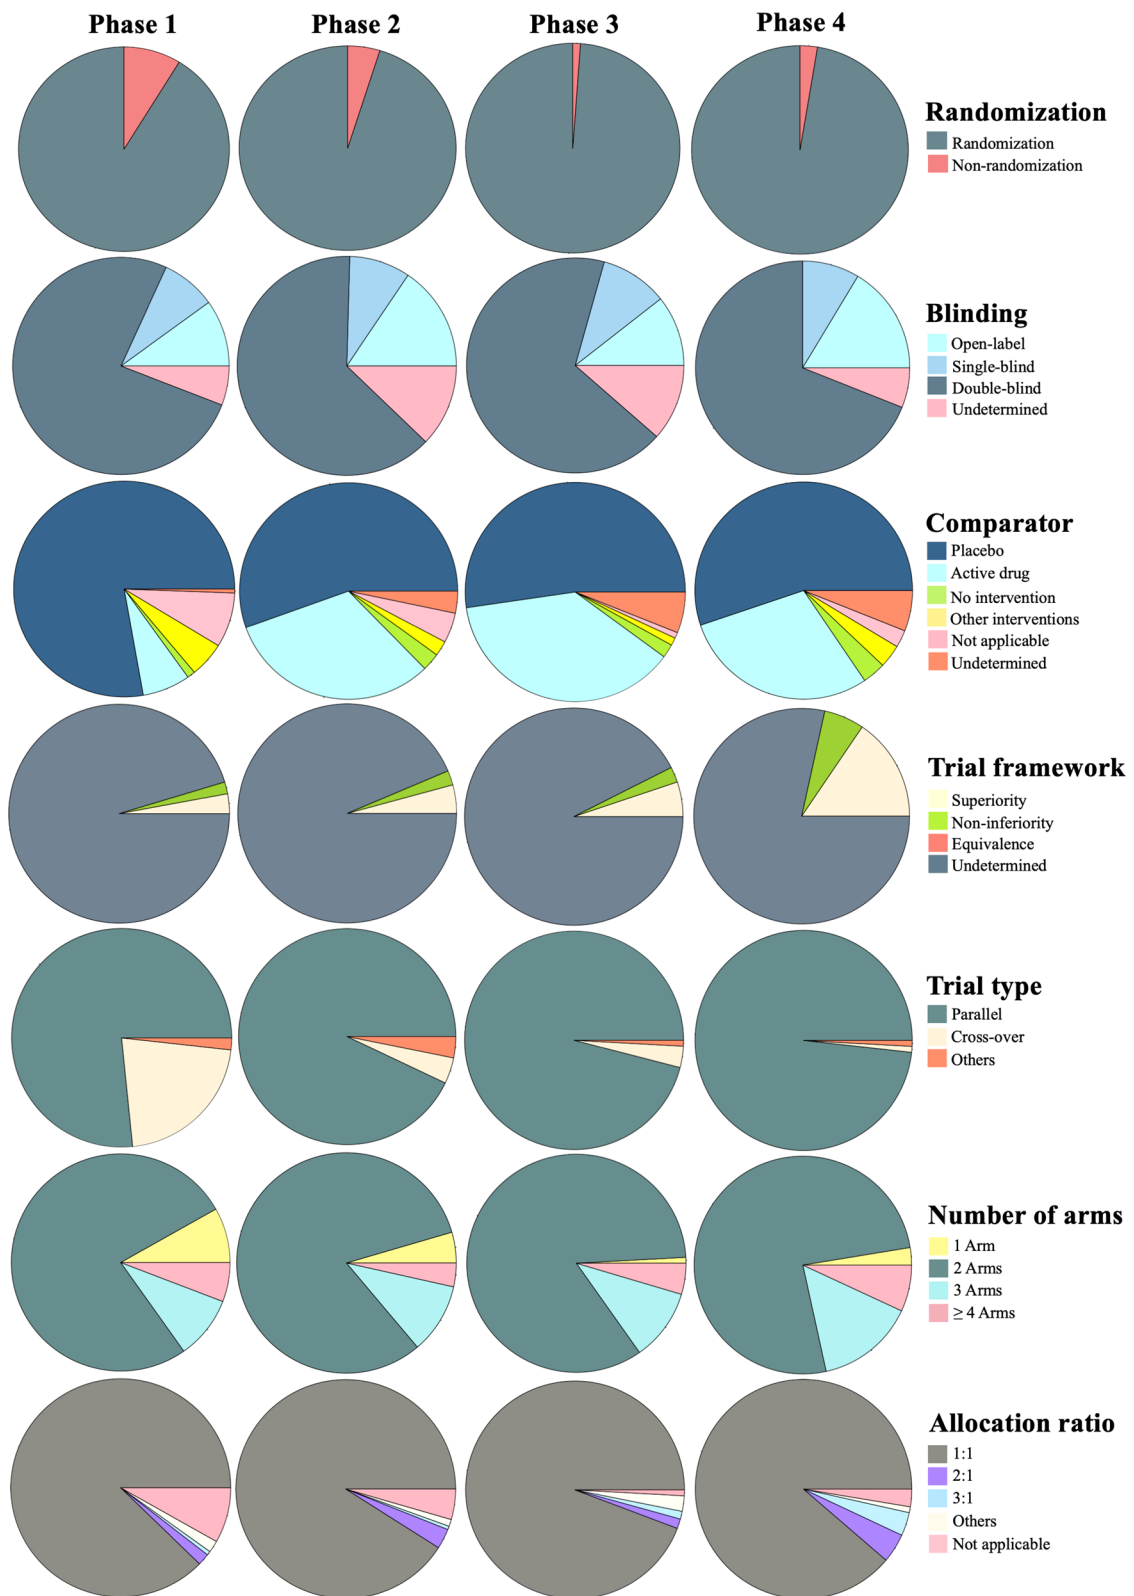 Phase 1
Phase 2
Phase 3
Phase 4
Randomization
Randomization
Non-randomization
Blinding
Open-label
Single-blind
Double-blind
Undetermined
Comparator
Placebo
Active drug
No intervention
Other interventions
Not applicable
Undetermined
Trial framework
Superiority
Non-inferiority
Equivalence
Undetermined
Trial type
Parallel
Cross-over
Others
Number of arms
1 Arm
2 Arms
3 Arms
≥ 4 Arms
Allocation ratio
1:1
2:1
3:1
Others
Not applicable